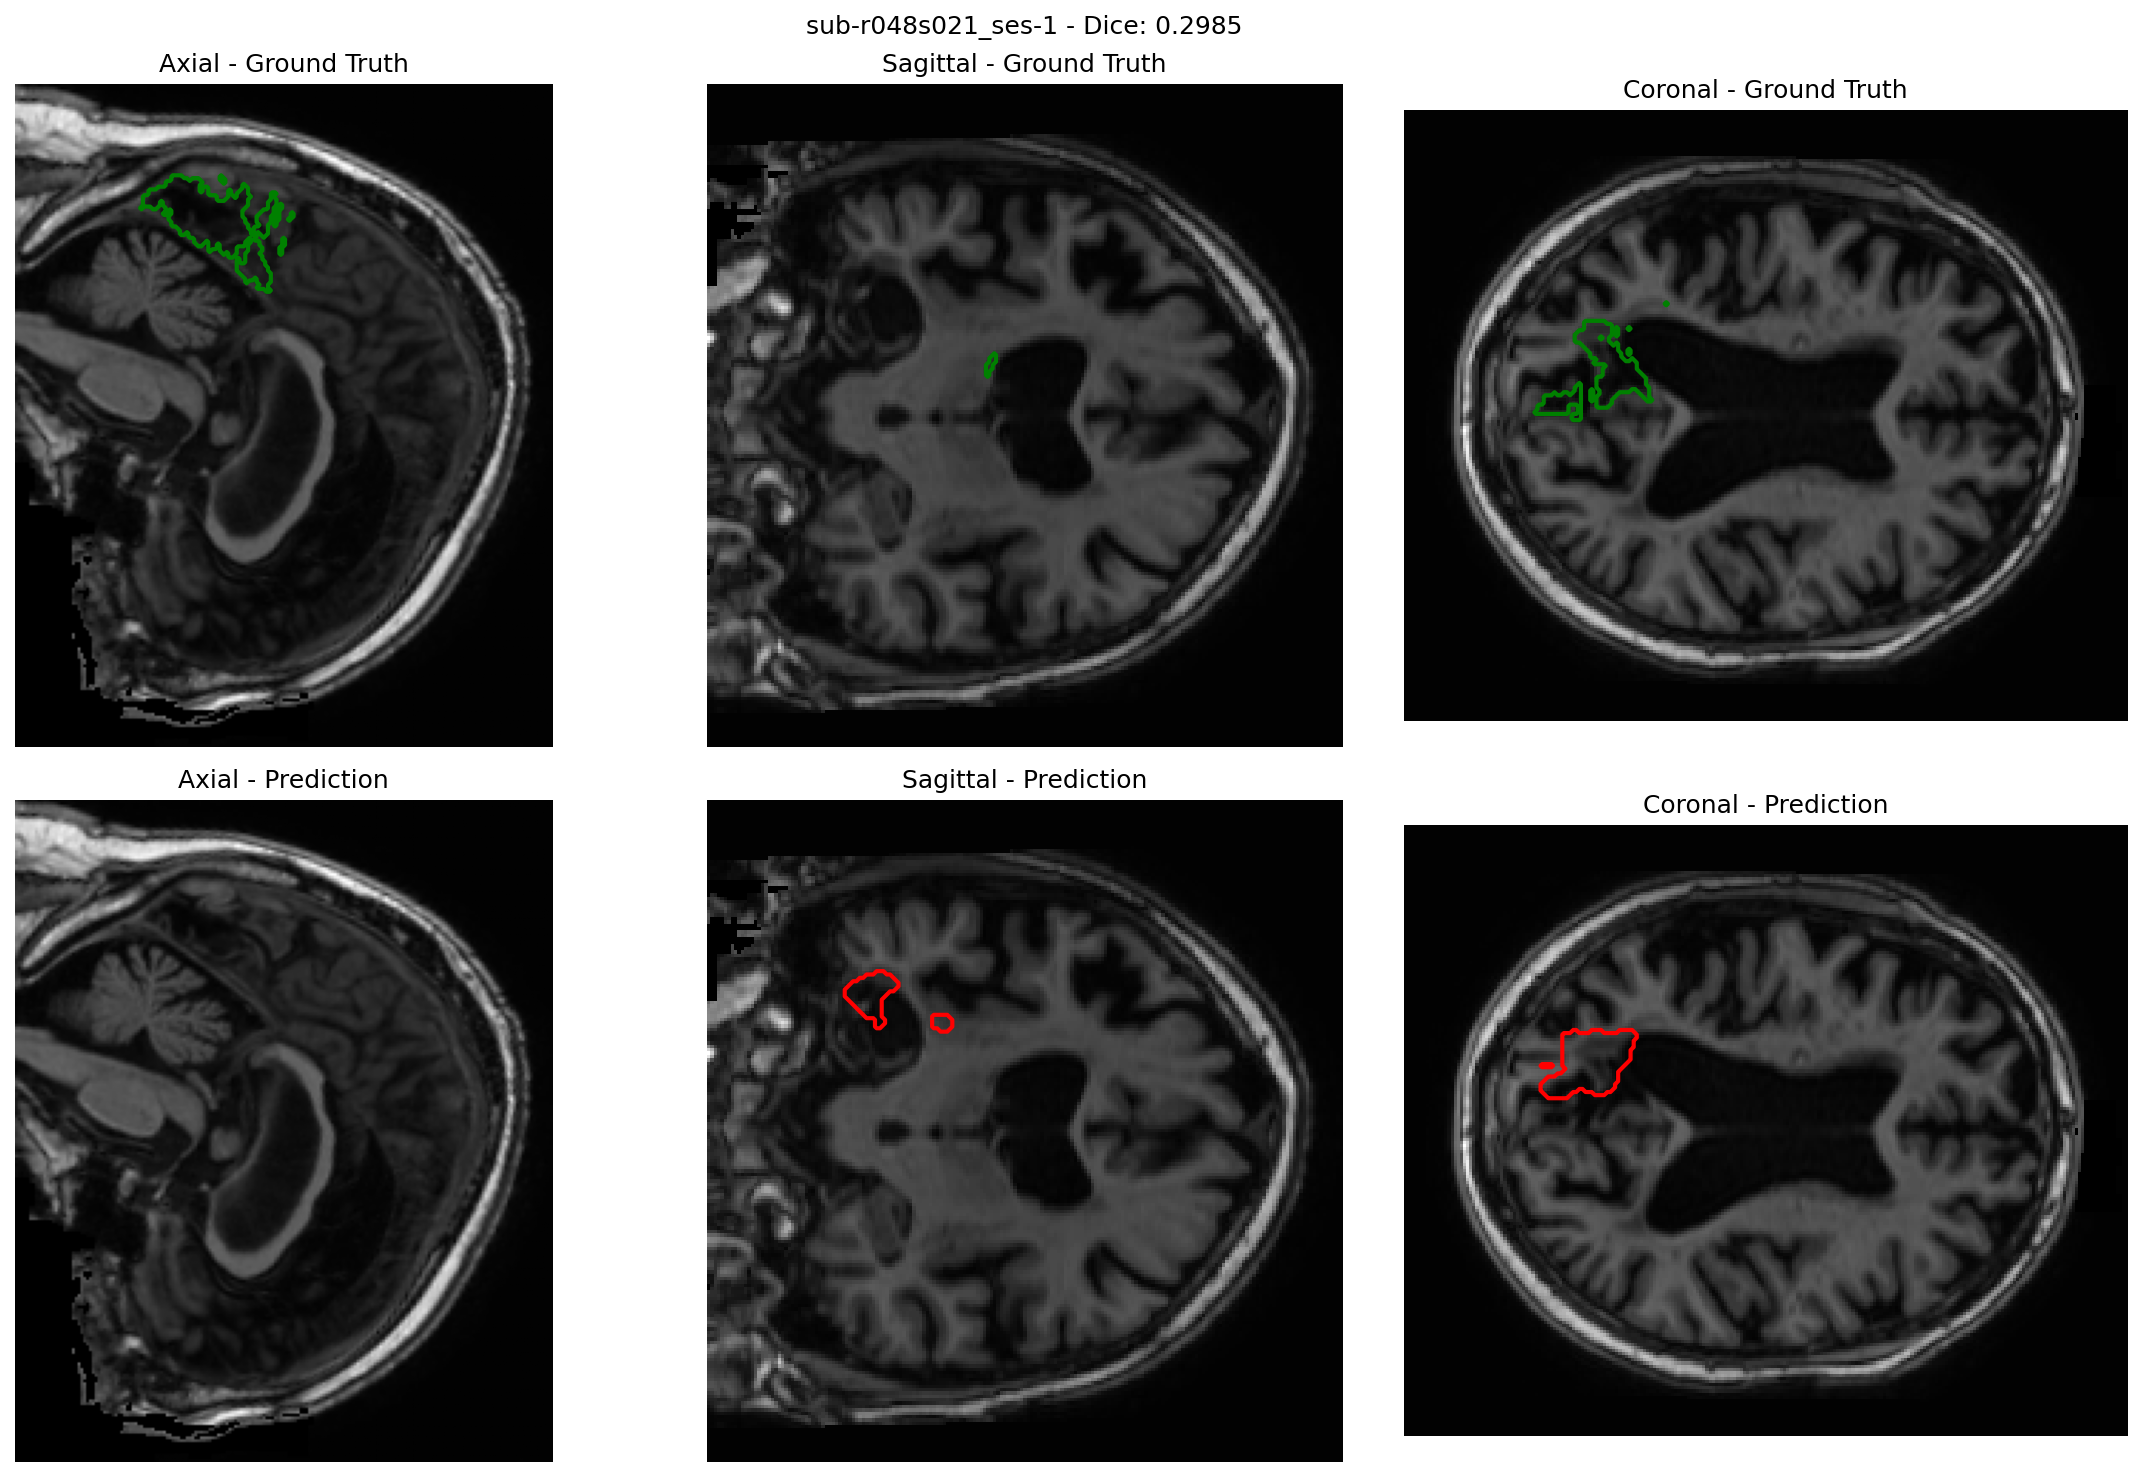 sub-r048s021_ses-1 - Dice: 0.2985
Axial - Ground Truth
Sagittal - Ground Truth
Coronal - Ground Truth
Axial - Prediction
Sagittal - Prediction
Coronal - Prediction